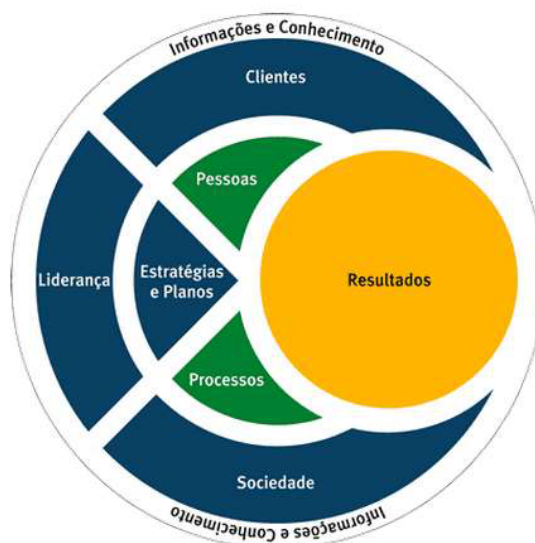 Informações e Conhecimento
Clientes
Pessoas
Liderança
Estratégias
e Planos
Resultados
Processos
Sociedade
Informações e Conhecimento